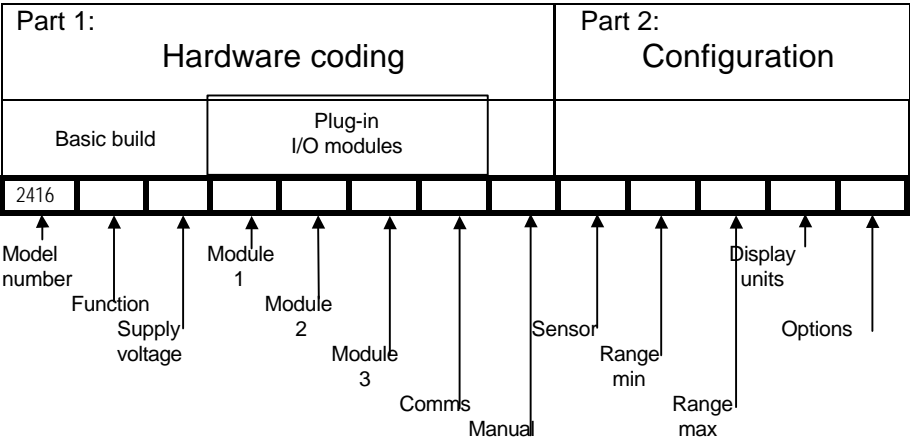 Part 1:
Hardware coding
Part 2:
Configuration
Basic build
Plug-in
I/O modules
2416
Model
number
Function
Supply
voltage
Module
1
Module
2
Module
3
Comms
Manual
Sensor
Range
min
Range
max
Display
units
Options